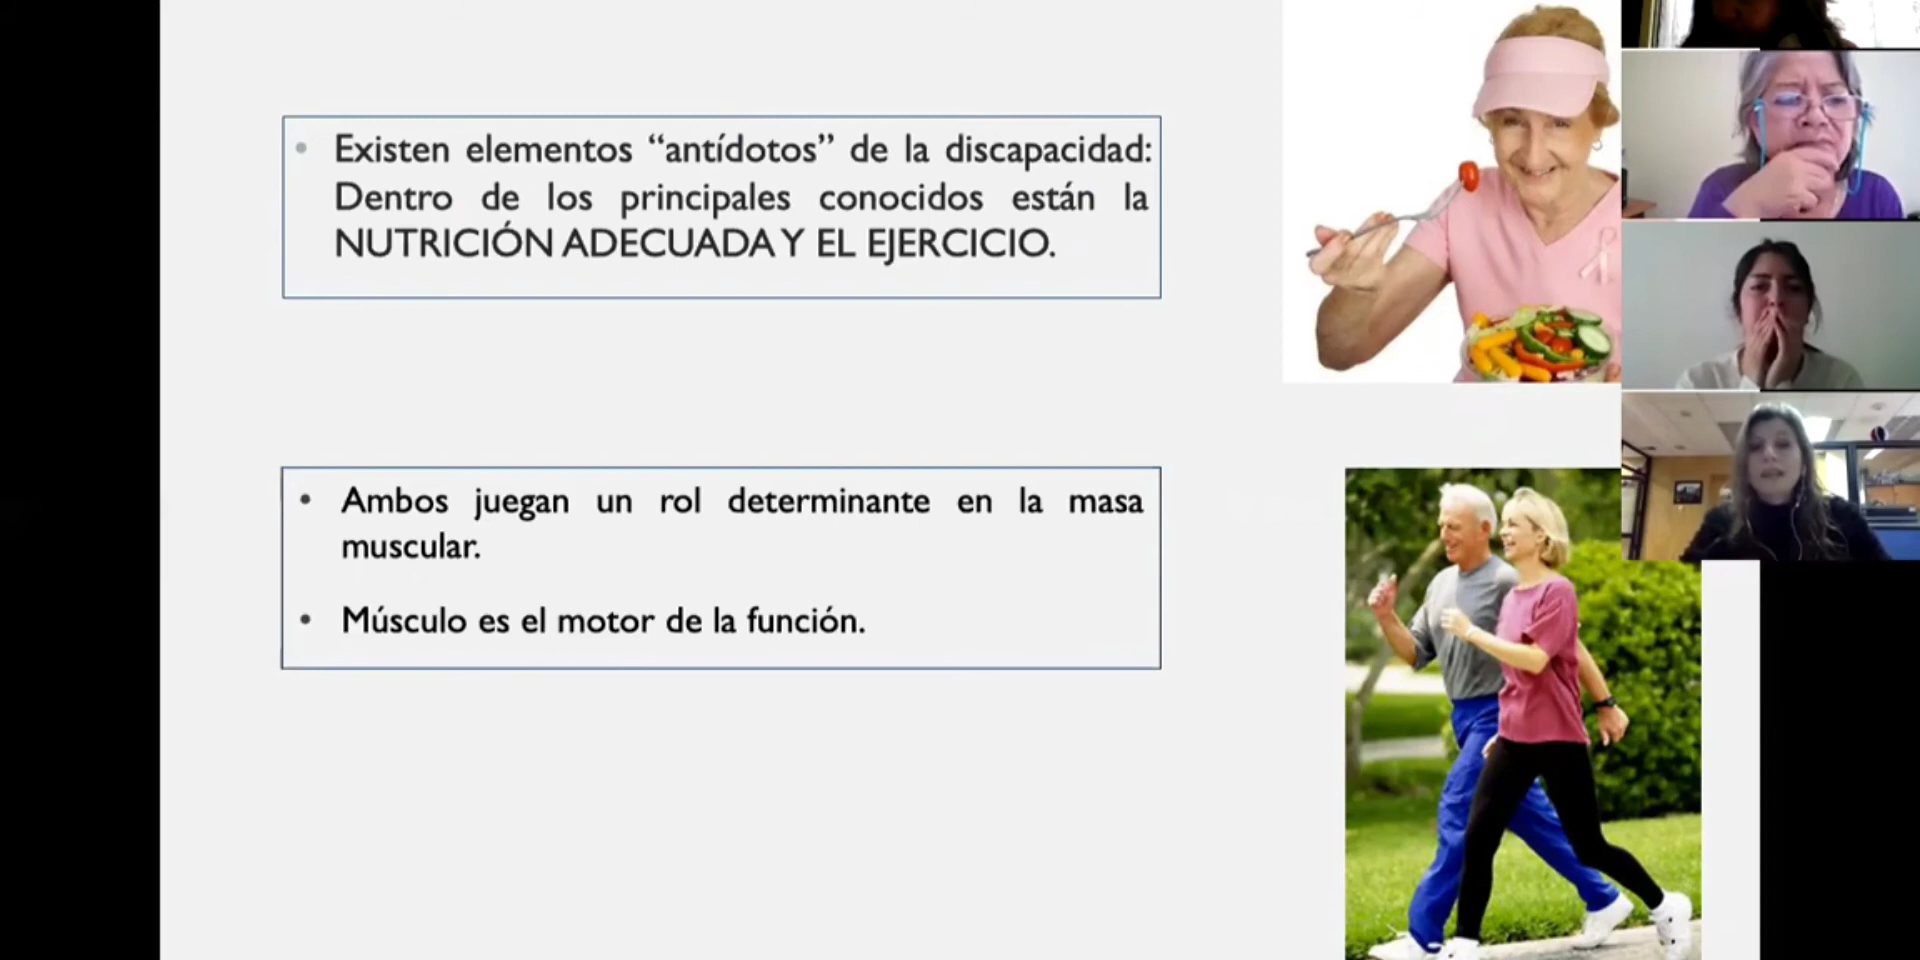 • Existen elementos “antídotos” de la discapacidad:
Dentro de los principales conocidos están la
NUTRICIÓN ADECUADA Y EL EJERCICIO.
• Ambos juegan un rol determinante en la masa
muscular.
• Músculo es el motor de la función.